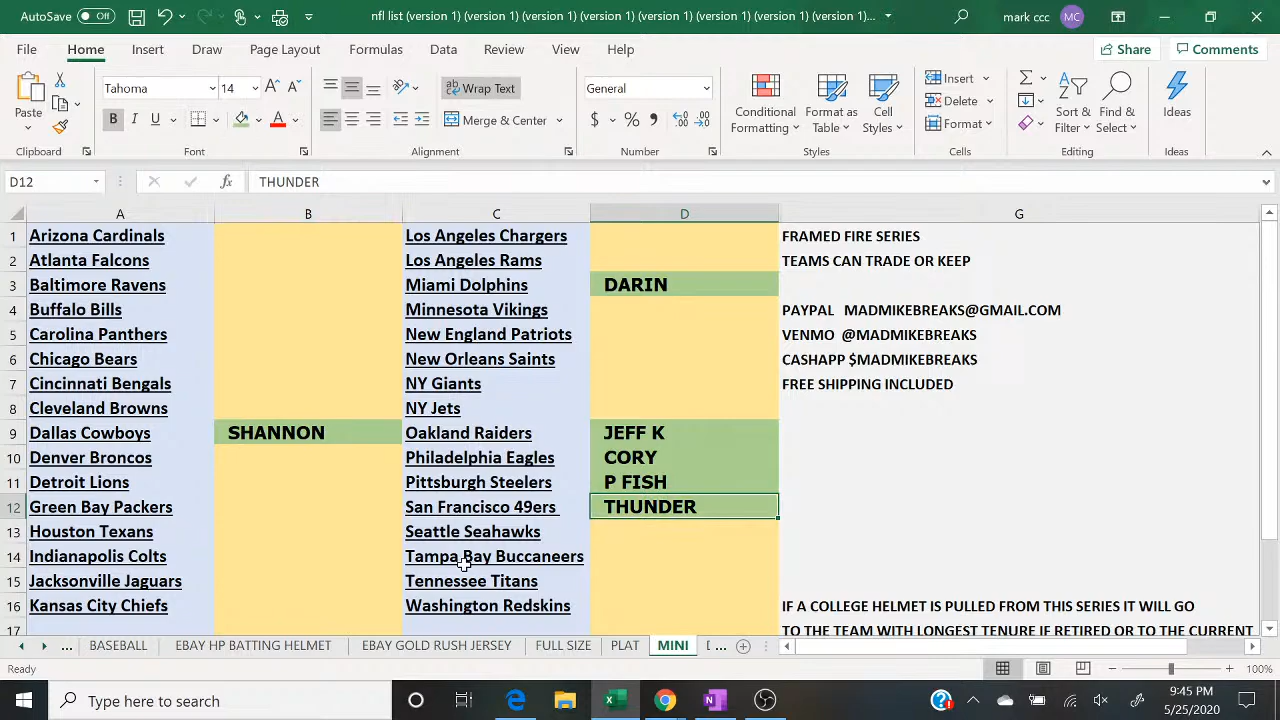 AutoSave Off nfl list (version 1) (version 1) (version 1) (version 1) (version 1) (version 1) (version 1)... mark ccc MC
File Home Insert Draw Page Layout Formulas Data Review View Help Share Comments
Paste Tahoma 14 A A ab Wrap Text General Conditional Formatting Format as Table Cell Styles Insert Σ Sort & Filter Find & Select Ideas
B I U A Merge & Center $ % , Delete Format
Clipboard Font Alignment Number Styles Cells Editing Ideas
D12 fx THUNDER
A B C D G
1 Arizona Cardinals Los Angeles Chargers FRAMED FIRE SERIES
2 Atlanta Falcons Los Angeles Rams TEAMS CAN TRADE OR KEEP
3 Baltimore Ravens Miami Dolphins DARIN
4 Buffalo Bills Minnesota Vikings PAYPAL MADMIKEBREAKS@GMAIL.COM
5 Carolina Panthers New England Patriots VENMO @MADMIKEBREAKS
6 Chicago Bears New Orleans Saints CASHAPP $MADMIKEBREAKS
7 Cincinnati Bengals NY Giants FREE SHIPPING INCLUDED
8 Cleveland Browns NY Jets
9 Dallas Cowboys SHANNON Oakland Raiders JEFF K
10 Denver Broncos Philadelphia Eagles CORY
11 Detroit Lions Pittsburgh Steelers P FISH
12 Green Bay Packers San Francisco 49ers THUNDER
13 Houston Texans Seattle Seahawks
14 Indianapolis Colts Tampa Bay Buccaneers
15 Jacksonville Jaguars Tennessee Titans
16 Kansas City Chiefs Washington Redskins IF A COLLEGE HELMET IS PULLED FROM THIS SERIES IT WILL GO
17 TO THE TEAM WITH LONGEST TENURE IF RETIRED OR TO THE CURRENT
... BASEBALL EBAY HP BATTING HELMET EBAY GOLD RUSH JERSEY FULL SIZE PLAT MINI ...
Ready 100%
Type here to search 9:45 PM
5/25/2020